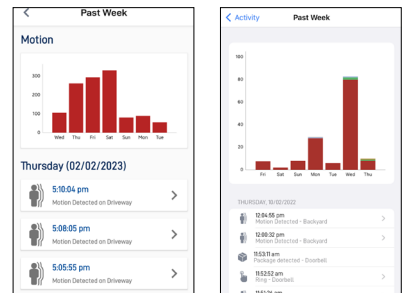 Past Week
Motion
300
200
100
0
Wed Thu Fri Sat Sun Mon Tue
Thursday (02/02/2023)
5:10:04 pm
Motion Detected on Driveway
5:08:05 pm
Motion Detected on Driveway
5:05:55 pm
Motion Detected on Driveway
Activity
Past Week
100
80
60
40
20
0
Fri Sat Sun Mon Tue Wed Thu
THURSDAY, 10/02/2022
12:04:55 pm
Motion Detected - Backyard
12:00:32 pm
Motion Detected - Backyard
11:53:11 am
Package detected - Doorbell
11:52:52 am
Ring - Doorbell